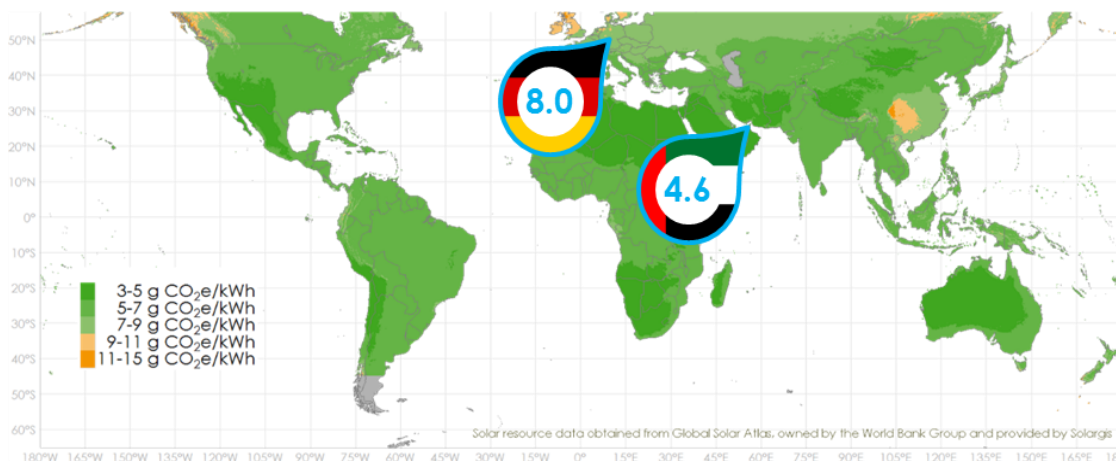 50°N
40°N
30°N
20°N
10°N
0°
10°S
20°S
30°S
40°S
50°S
60°S
8.0
4.6
3-5 g CO₂e/kWh
5-7 g CO₂e/kWh
7-9 g CO₂e/kWh
9-11 g CO₂e/kWh
11-15 g CO₂e/kWh
Solar resource data obtained from Global Solar Atlas, owned by the World Bank Group and provided by Solargis
180°W 165°W 150°W 135°W 120°W 105°W 90°W 75°W 60°W 45°W 30°W 15°W 0° 15°E 30°E 45°E 60°E 75°E 90°E 105°E 120°E 135°E 150°E 165°E